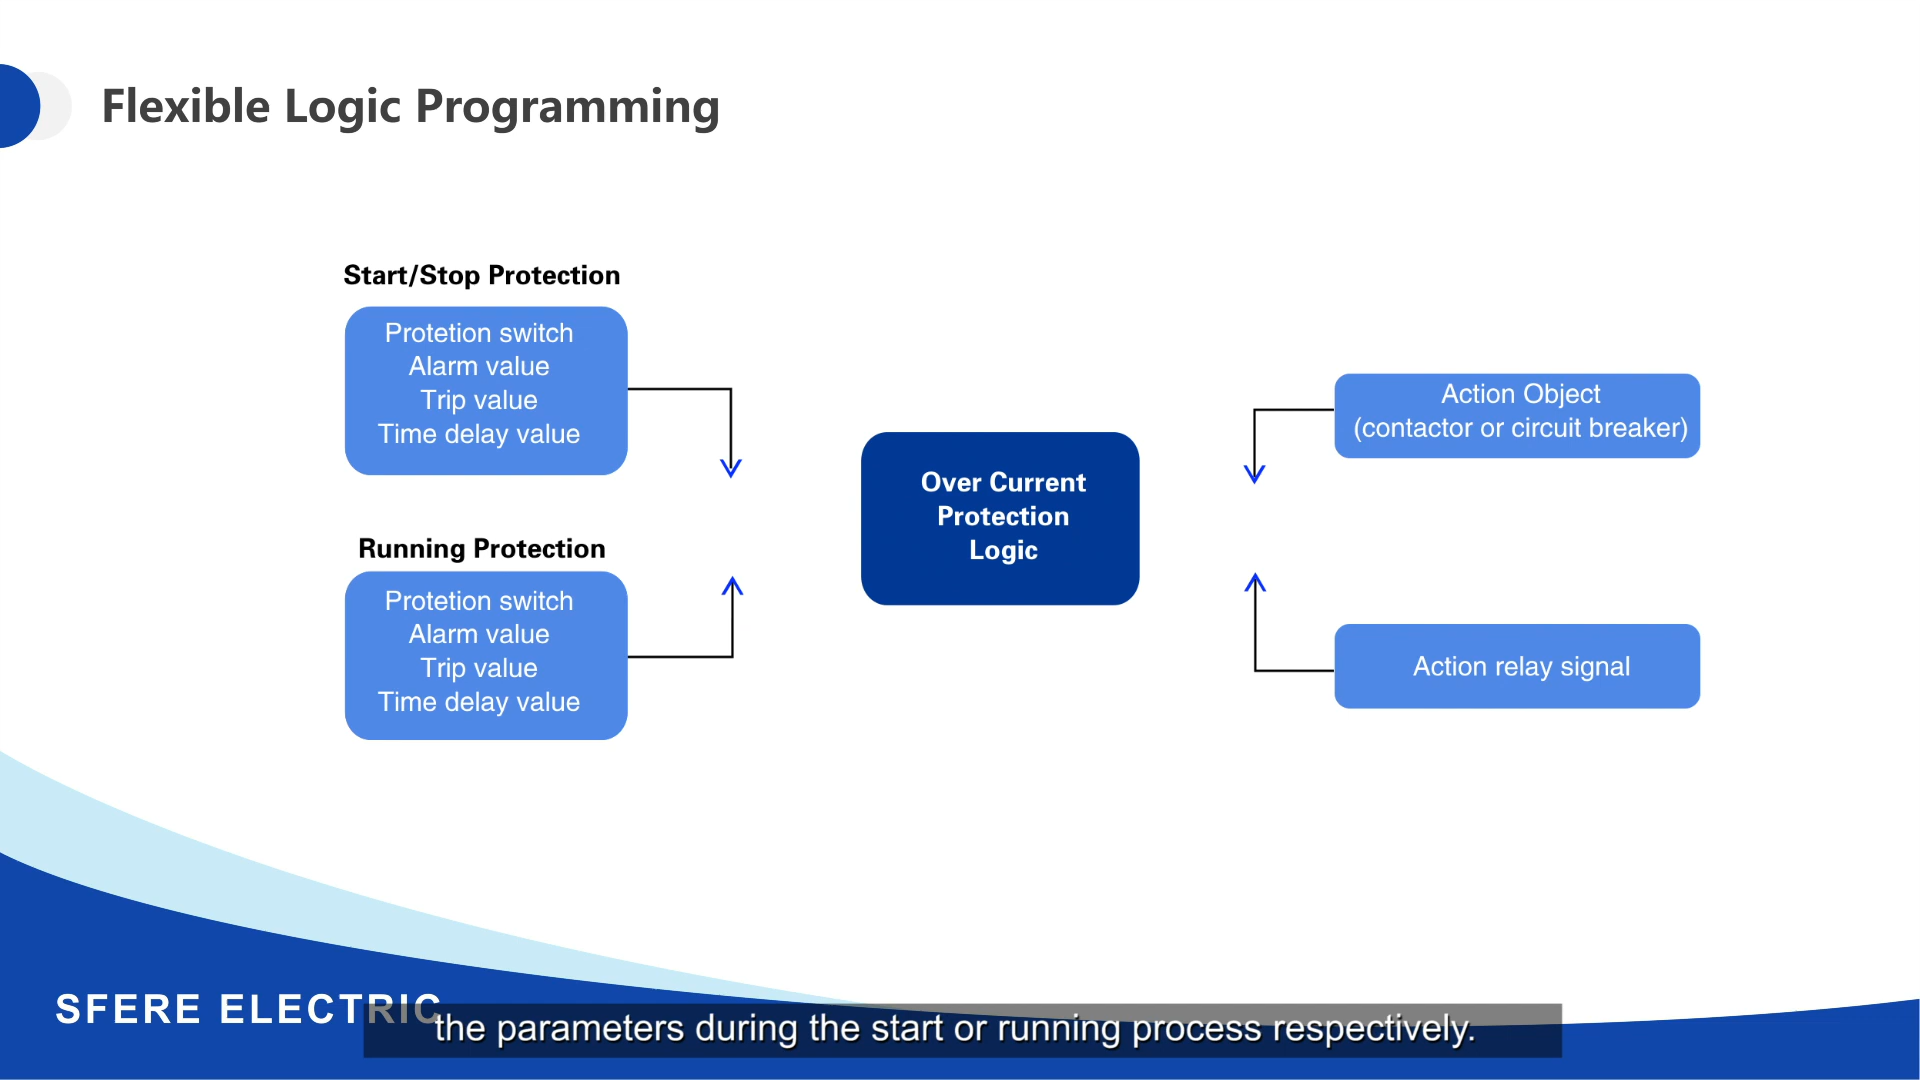 Flexible Logic Programming
Start/Stop Protection
Protetion switch
Alarm value
Trip value
Time delay value
Running Protection
Protetion switch
Alarm value
Trip value
Time delay value
Over Current
Protection
Logic
Action Object
(contactor or circuit breaker)
Action relay signal
SFERE ELECTRIC
the parameters during the start or running process respectively.